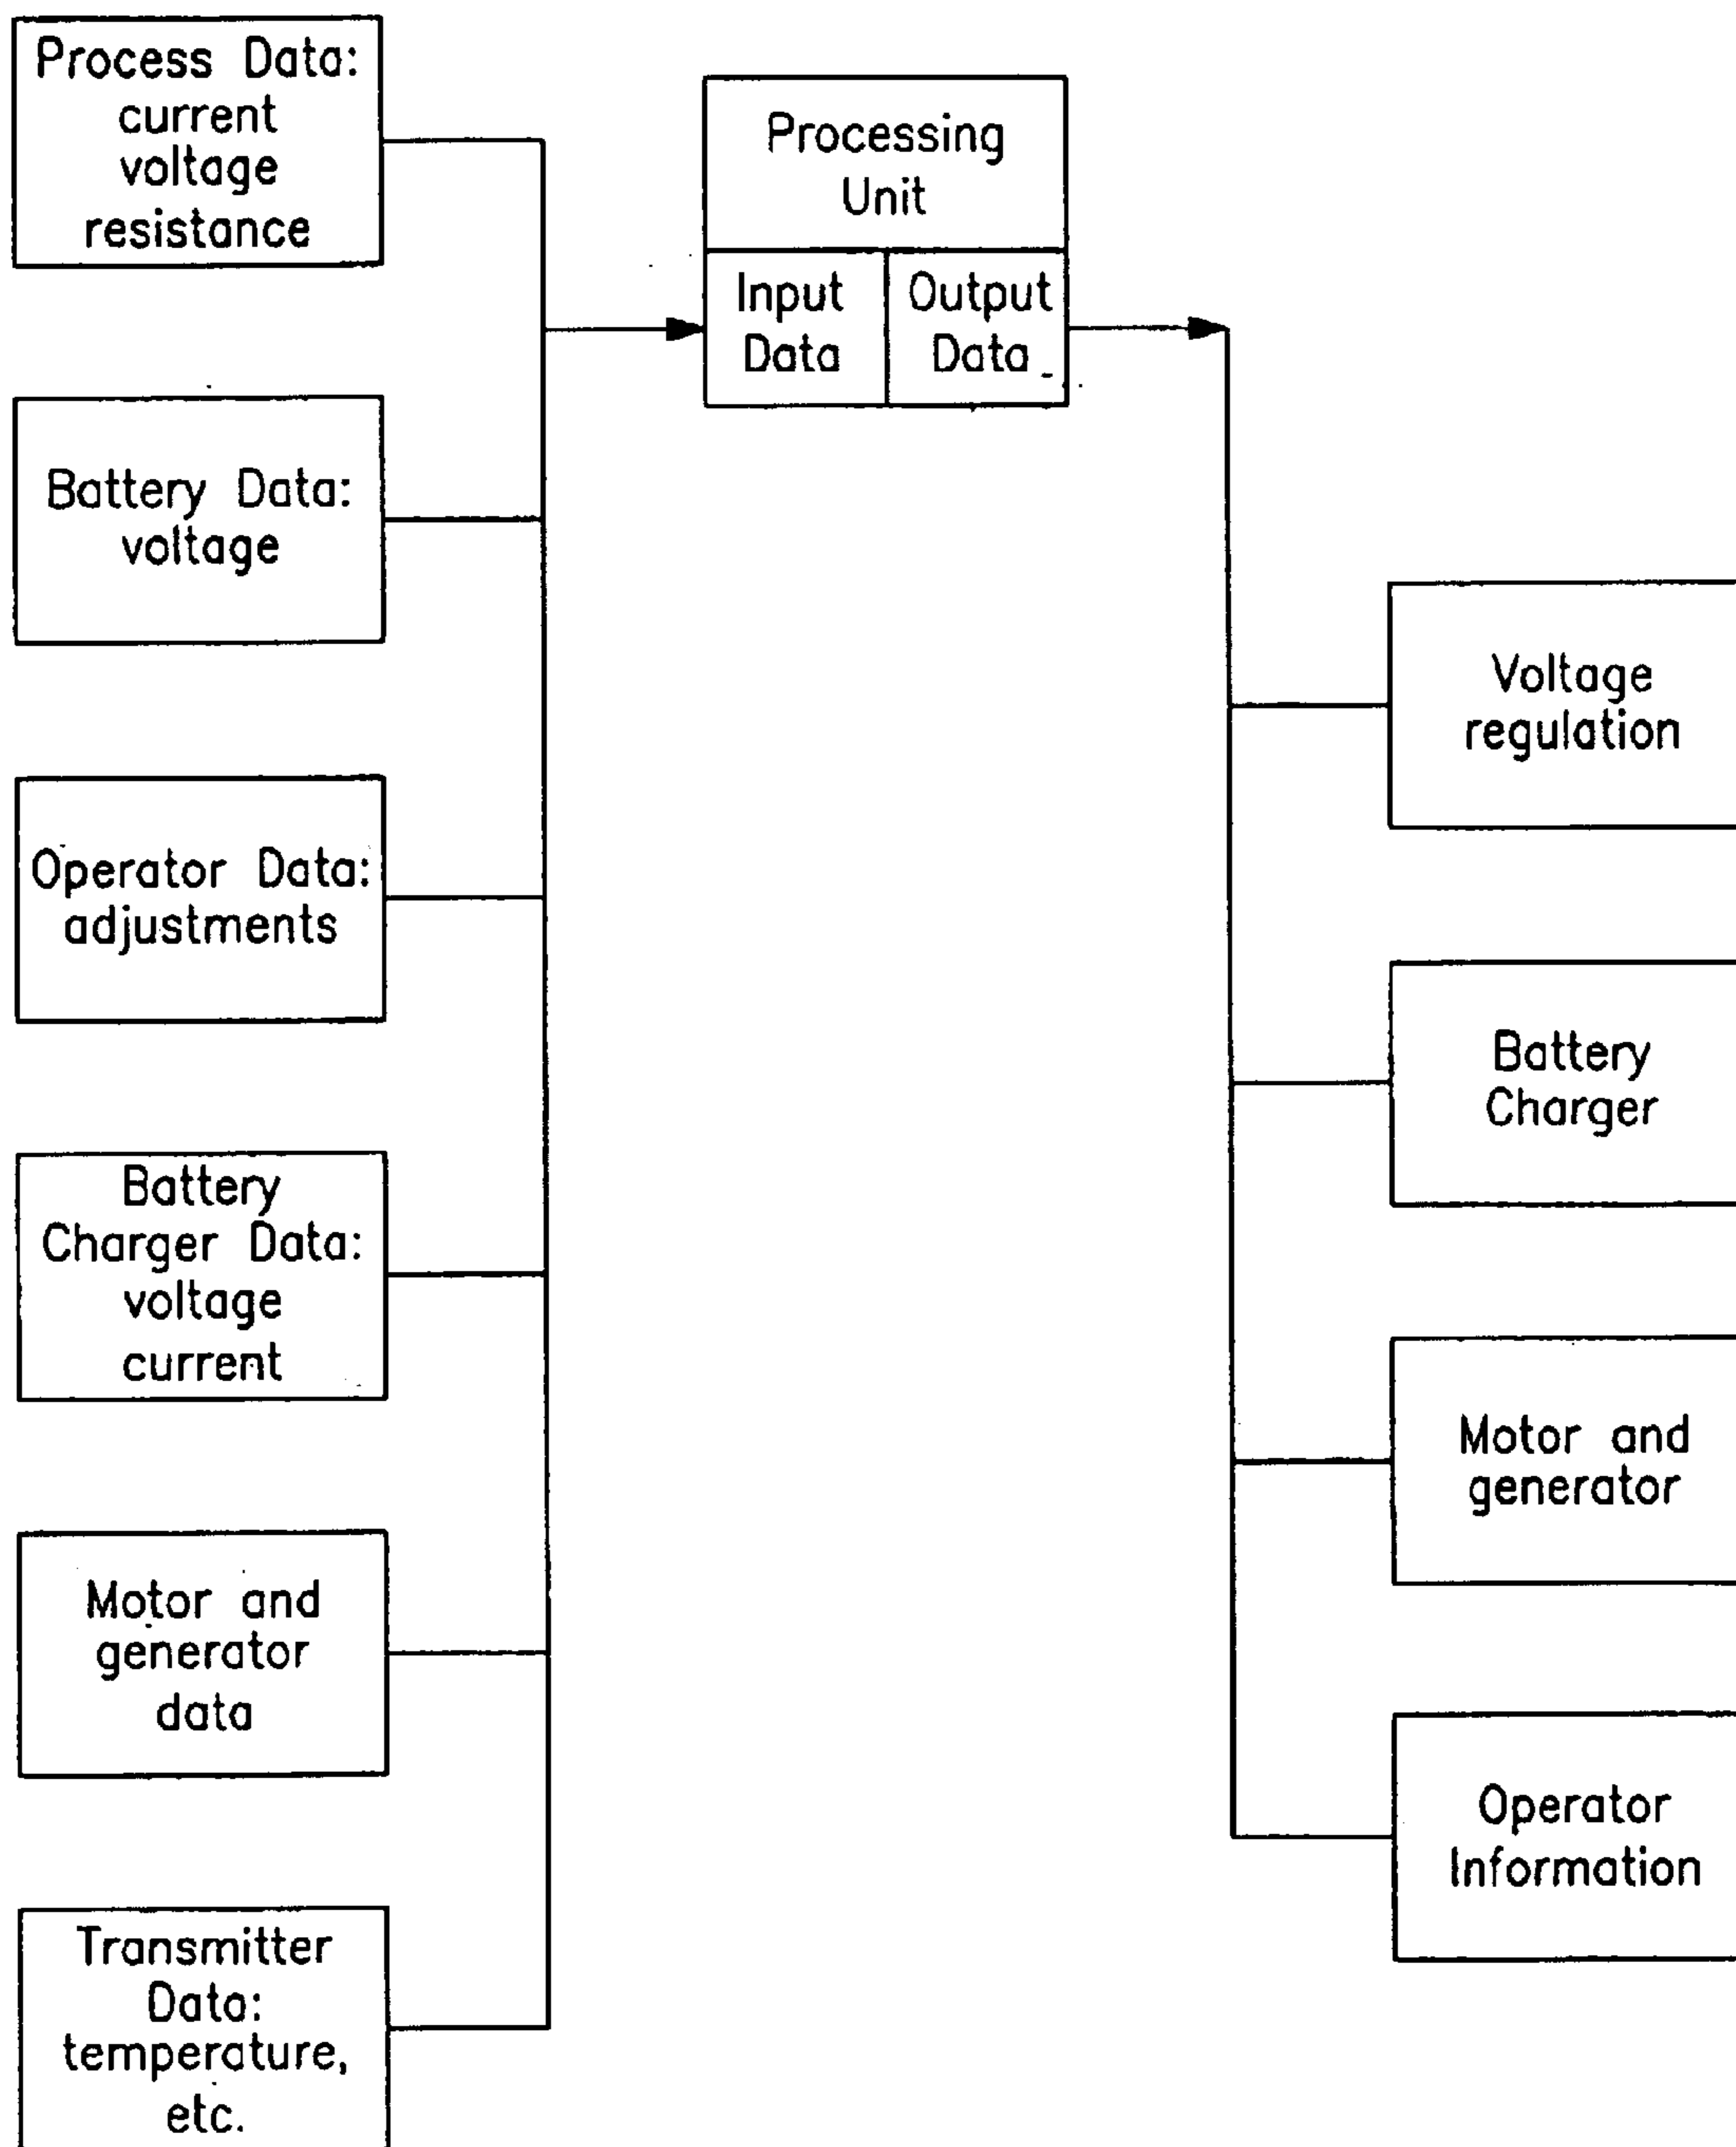 Process Data:
current
voltage
resistance
Battery Data:
voltage
Operator Data:
adjustments
Battery
Charger Data:
voltage
current
Motor and
generator
data
Transmitter
Data:
temperature,
etc.
Processing
Unit
Input
Data
Output
Data
Voltage
regulation
Battery
Charger
Motor and
generator
Operator
Information